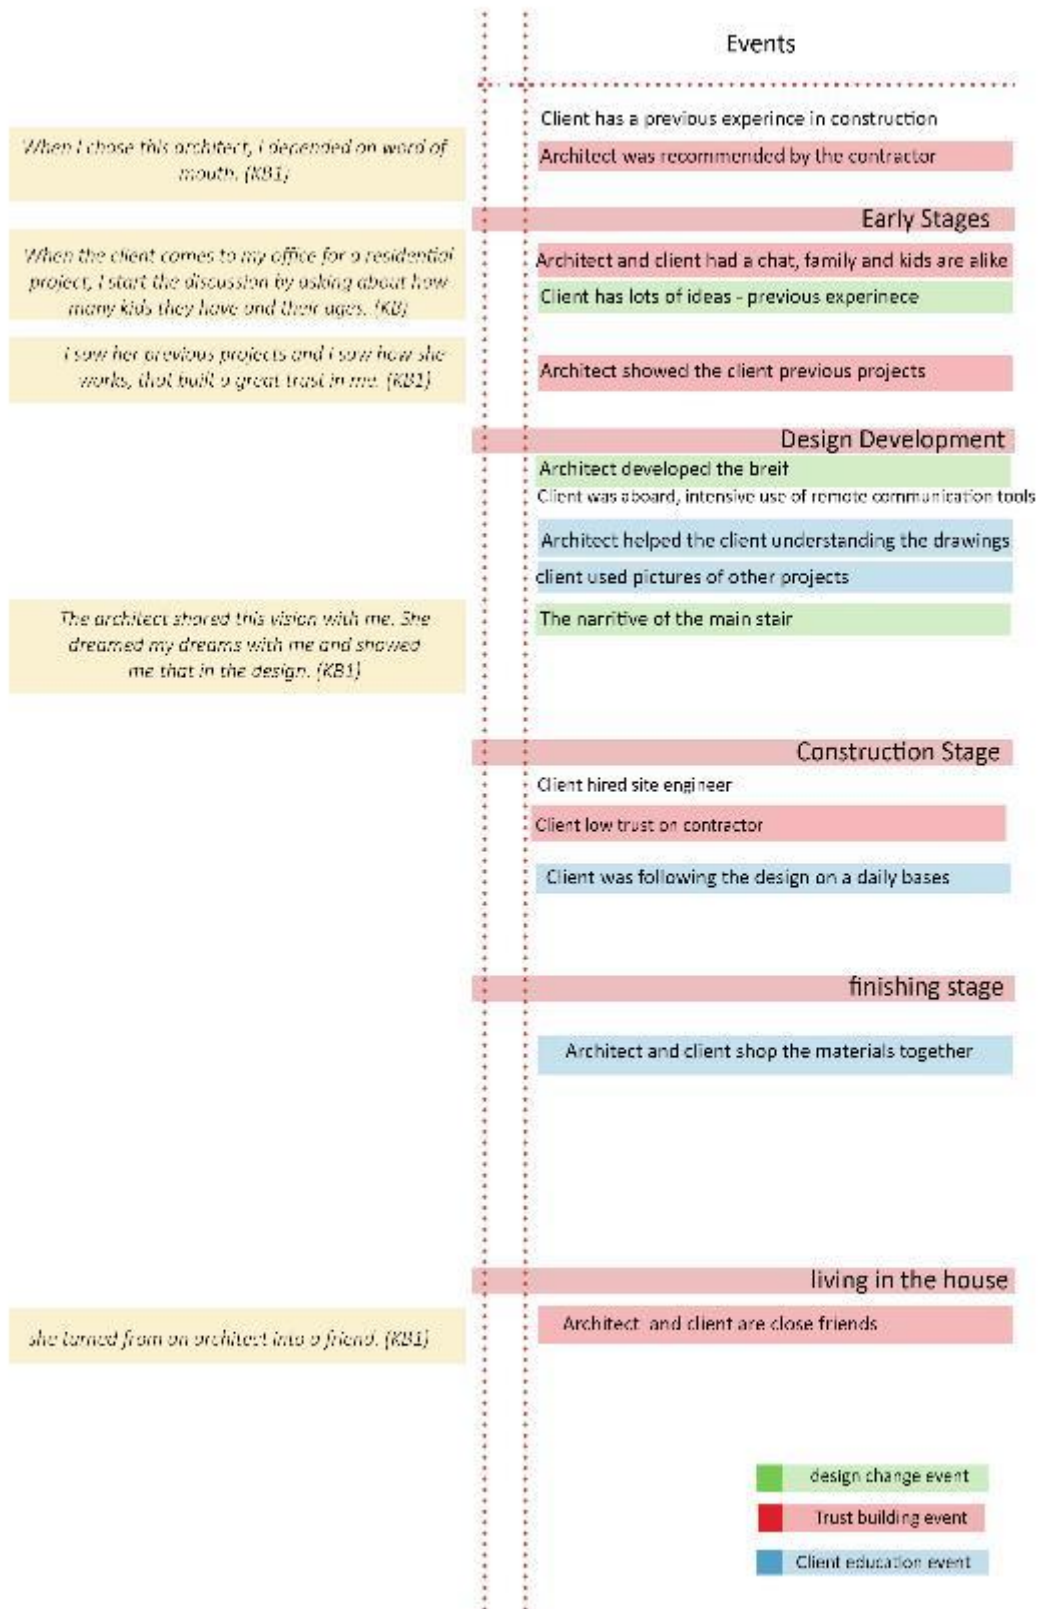 Events
Client has a previous experince in construction
When I chose this architect, I depended on word of
mouth. (KB1)
Architect was recommended by the contractor
Early Stages
When the client comes to my office for a residential
project, I start the discussion by asking about how
many kids they have and their ages. (KB)
Architect and client had a chat, family and kids are alike
Client has lots of ideas - previous experinece
I saw her previous projects and I saw how she
works, that built a great trust in me. (KB1)
Architect showed the client previous projects
Design Development
Architect developed the breif
Client was aboard, intensive use of remote communication tools
Architect helped the client understanding the drawings
client used pictures of other projects
The architect shared this vision with me. She
dreamed my dreams with me and showed
me that in the design. (KB1)
The narritive of the main stair
Construction Stage
Client hired site engineer
Client low trust on contractor
Client was following the design on a daily bases
finishing stage
Architect and client shop the materials together
living in the house
she turned from an architect into a friend. (KB1)
Architect and client are close friends
design change event
Trust building event
Client education event